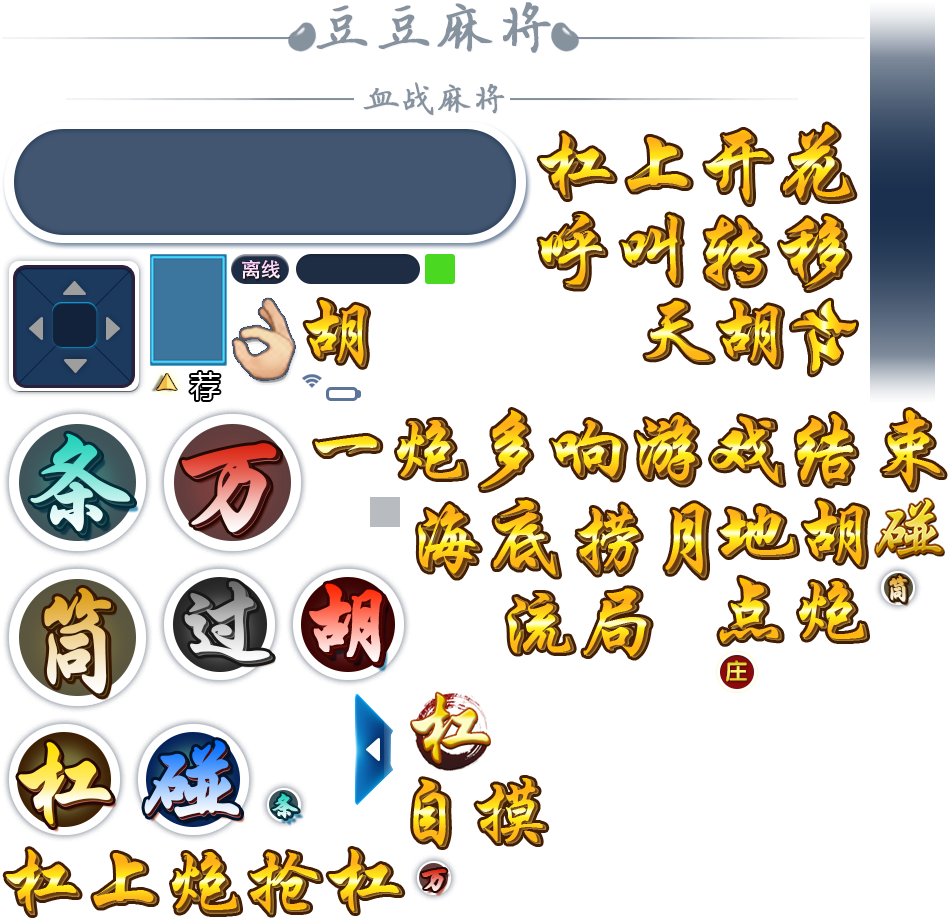 豆豆麻将
血战麻将
杠上开花
呼叫转移
离线
胡
天胡
荐
条
万
一炮多响
游戏结束
海底捞月
地胡
碰
筒
筒
过
胡
流局
点炮
庄
杠
杠
碰
条
自摸
杠上炮
抢杠
万